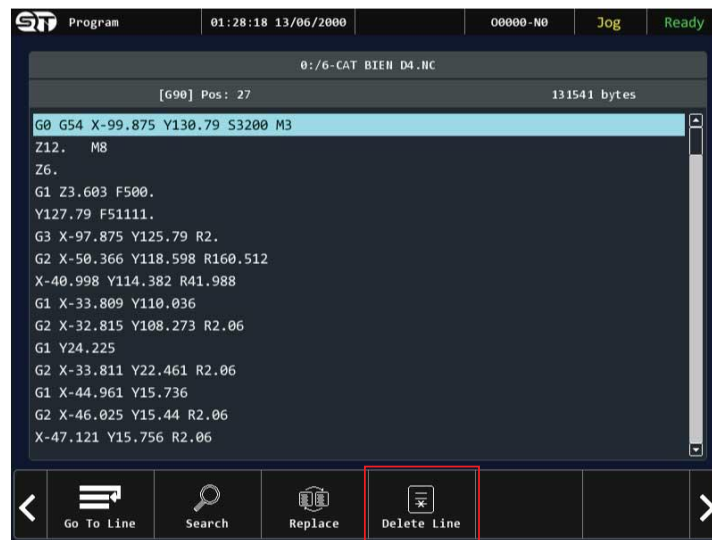 ST Program 01:28:18 13/06/2000 O0000-N0 Jog Ready
0:/6-CAT BIEN D4.NC
[G90] Pos: 27 131541 bytes
G0 G54 X-99.875 Y130.79 S3200 M3
Z12. M8
Z6.
G1 Z3.603 F500.
Y127.79 F51111.
G3 X-97.875 Y125.79 R2.
G2 X-50.366 Y118.598 R160.512
X-40.998 Y114.382 R41.988
G1 X-33.809 Y110.036
G2 X-32.815 Y108.273 R2.06
G1 Y24.225
G2 X-33.811 Y22.461 R2.06
G1 X-44.961 Y15.736
G2 X-46.025 Y15.44 R2.06
X-47.121 Y15.756 R2.06
Go To Line Search Replace Delete Line